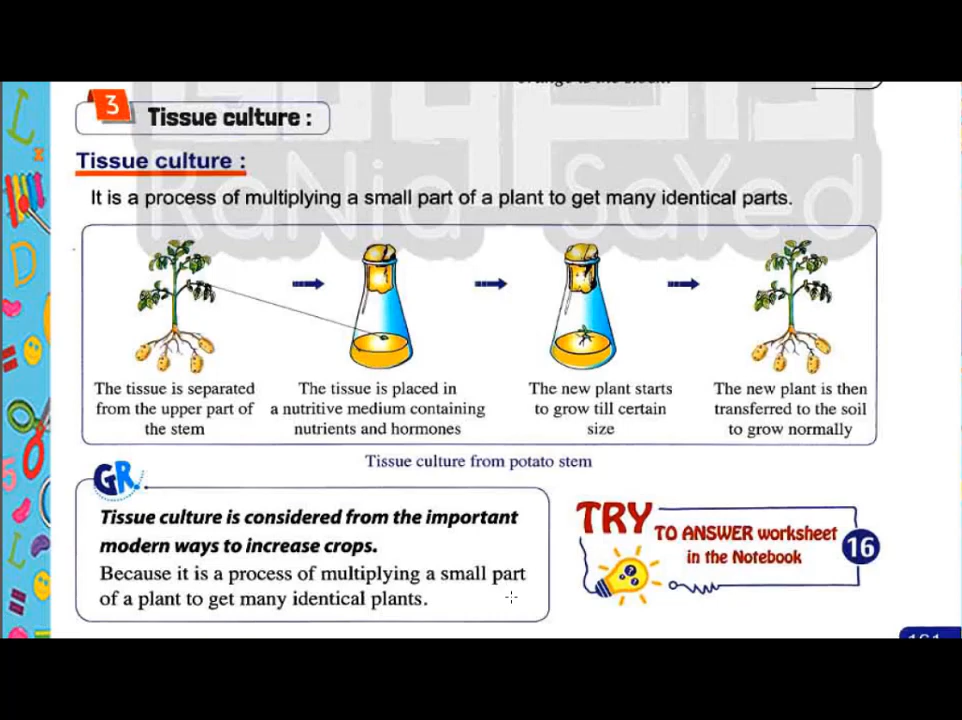 3 Tissue culture :
Tissue culture :
It is a process of multiplying a small part of a plant to get many identical parts.
RaNia SaYed
The tissue is separated
from the upper part of
the stem
The tissue is placed in
a nutritive medium containing
nutrients and hormones
The new plant starts
to grow till certain
size
The new plant is then
transferred to the soil
to grow normally
Tissue culture from potato stem
GR.
Tissue culture is considered from the important
modern ways to increase crops.
Because it is a process of multiplying a small part
of a plant to get many identical plants.
TRY
TO ANSWER worksheet
in the Notebook
16